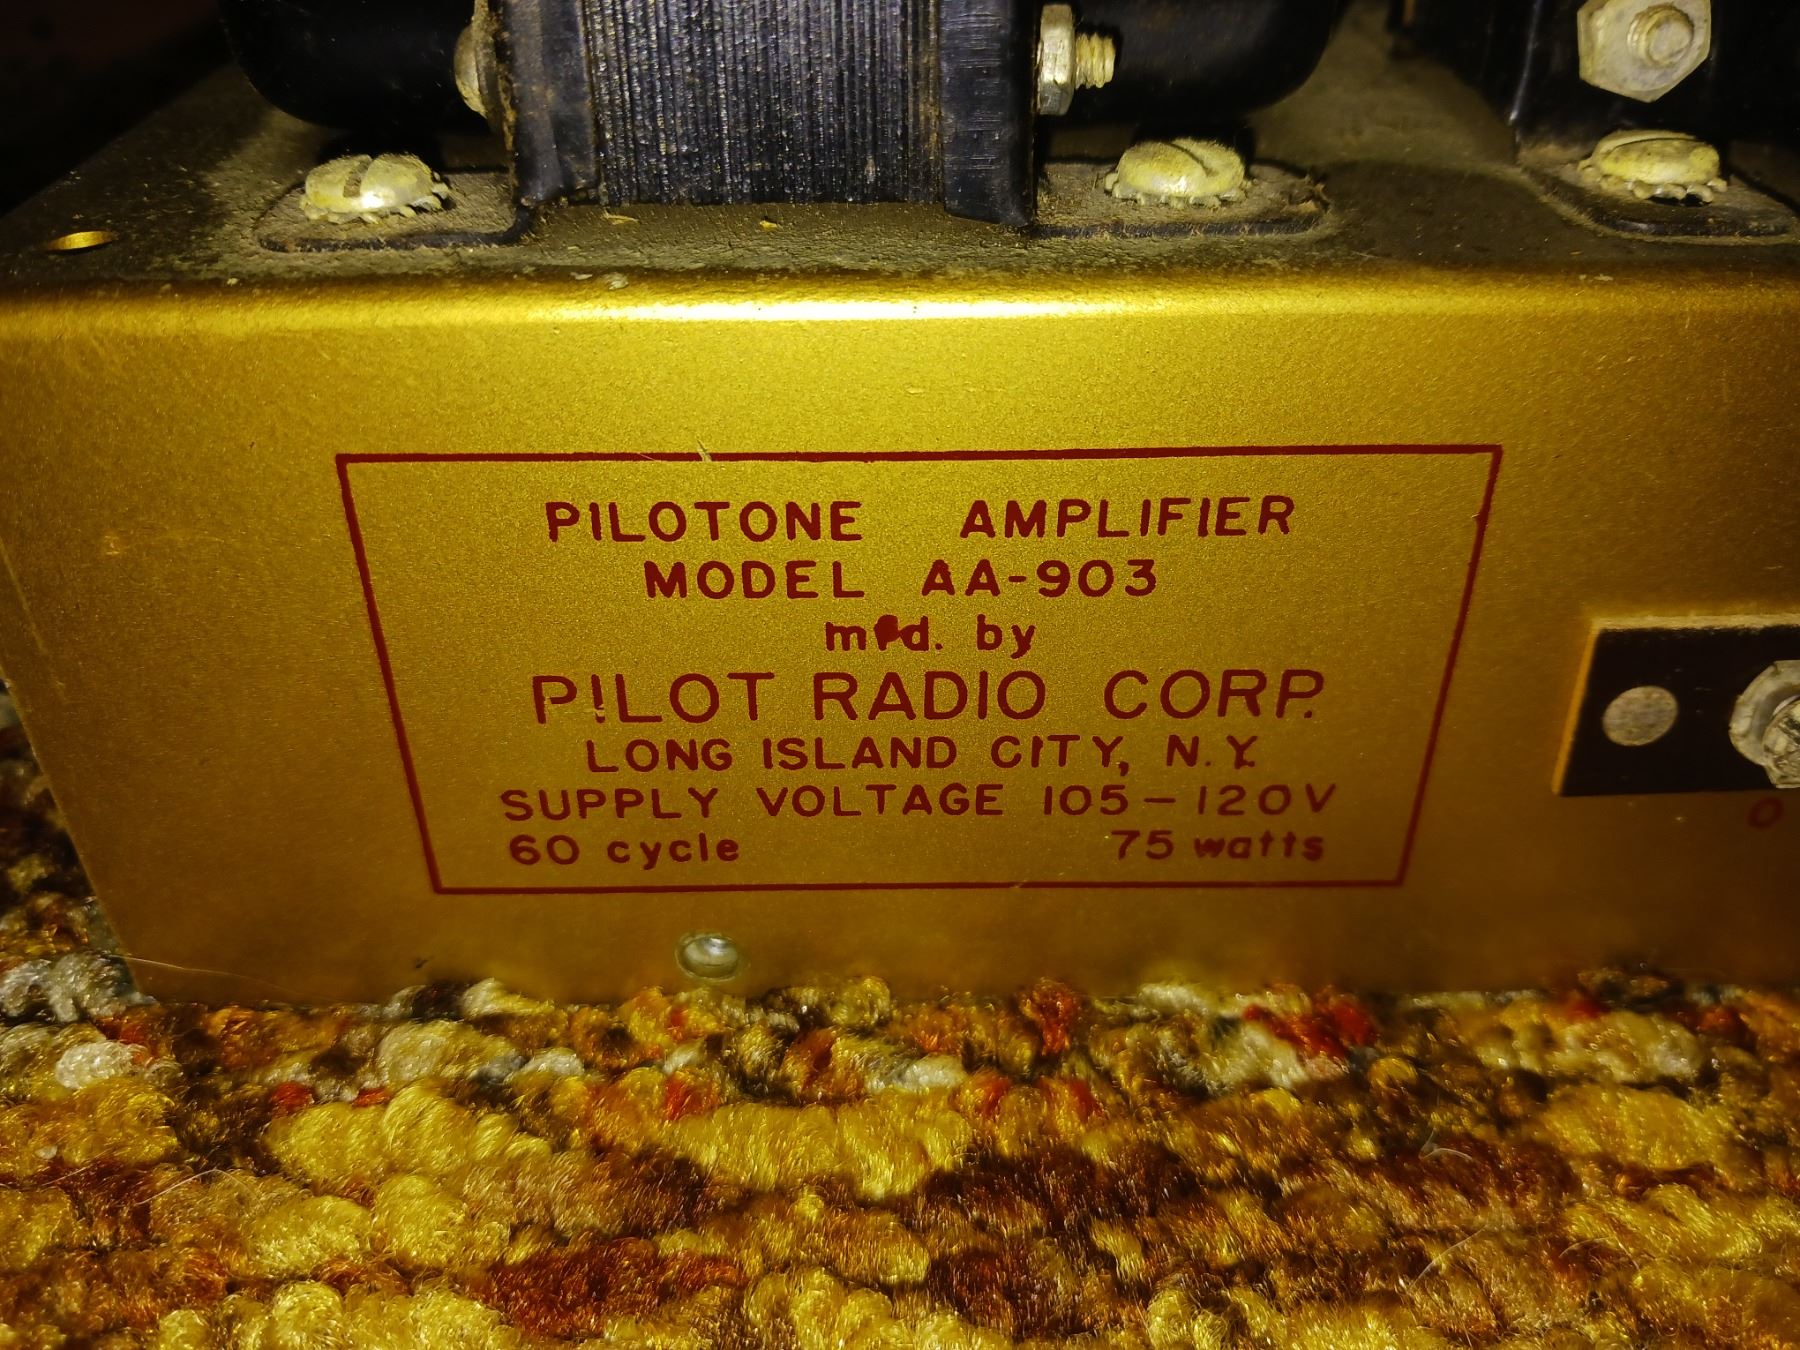 PILOTONE AMPLIFIER
MODEL AA-903
mfd. by
PILOT RADIO CORP.
LONG ISLAND CITY, N.Y.
SUPPLY VOLTAGE 105-120V
60 cycle 75 watts